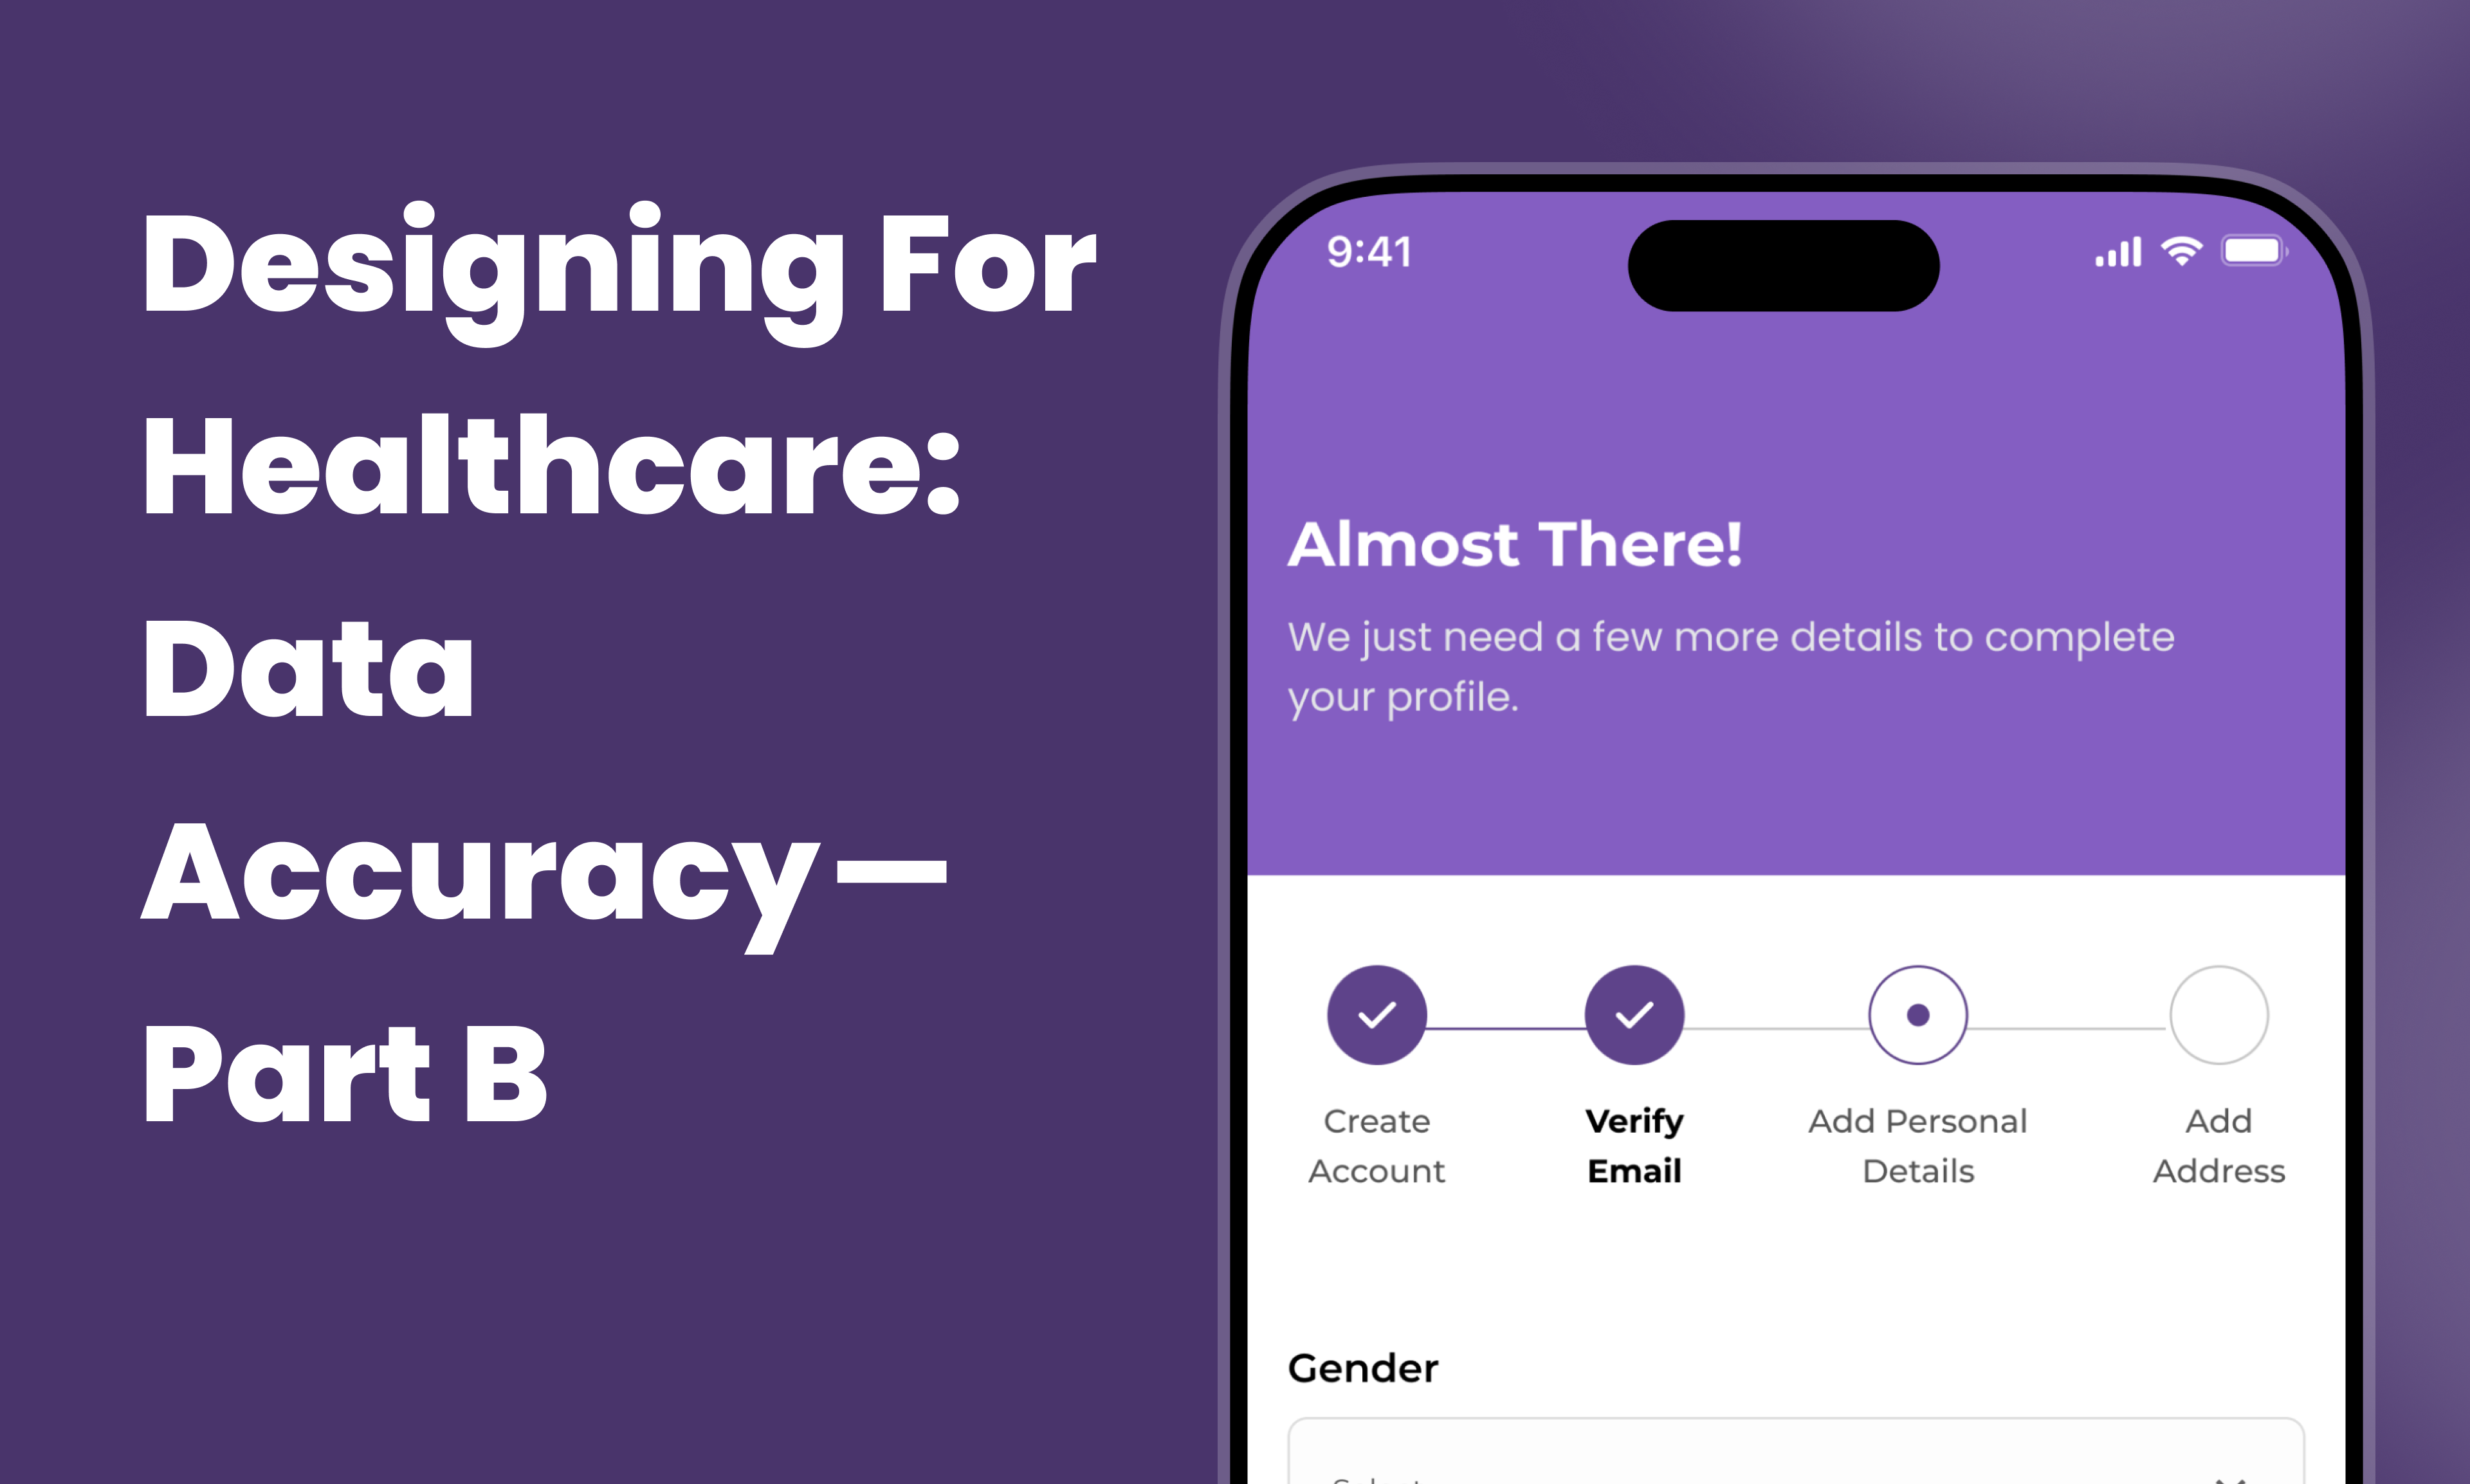 Designing For
Healthcare:
Data
Accuracy—
Part B
9:41
Almost There!
We just need a few more details to complete
your profile.
Create
Account
Verify
Email
Add Personal
Details
Add
Address
Gender